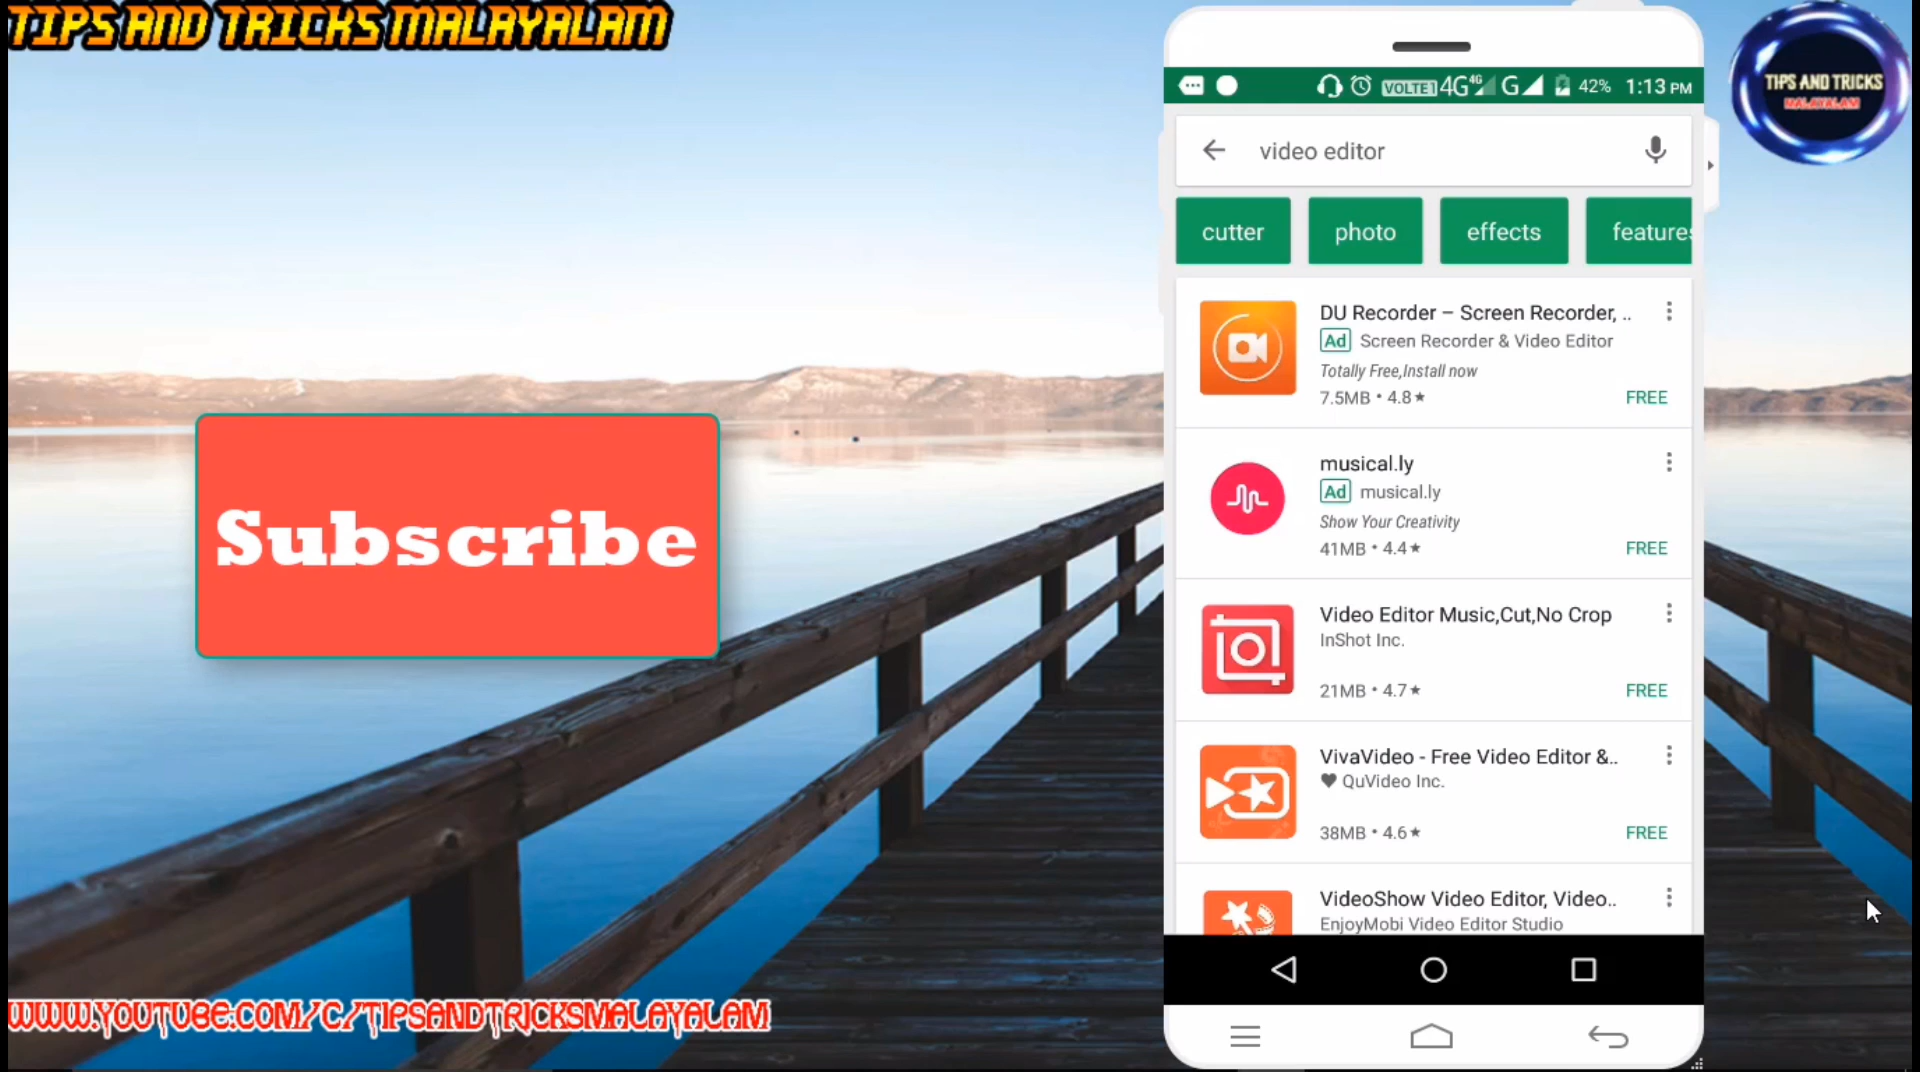 TIPS AND TRICKS MALAYALAM
TIPS AND TRICKS
MALAYALAM
VOLTE1 4G 4G G 42% 1:13 PM
video editor
cutter photo effects features
DU Recorder – Screen Recorder, ..
Ad Screen Recorder & Video Editor
Totally Free,Install now
7.5MB • 4.8★ FREE
musical.ly
Ad musical.ly
Show Your Creativity
41MB • 4.4★ FREE
Video Editor Music,Cut,No Crop
InShot Inc.
21MB • 4.7★ FREE
VivaVideo - Free Video Editor &..
QuVideo Inc.
38MB • 4.6★ FREE
VideoShow Video Editor, Video..
EnjoyMobi Video Editor Studio
Subscribe
WWW.YOUTUBE.COM/C/TIPSANDTRICKSMALAYALAM